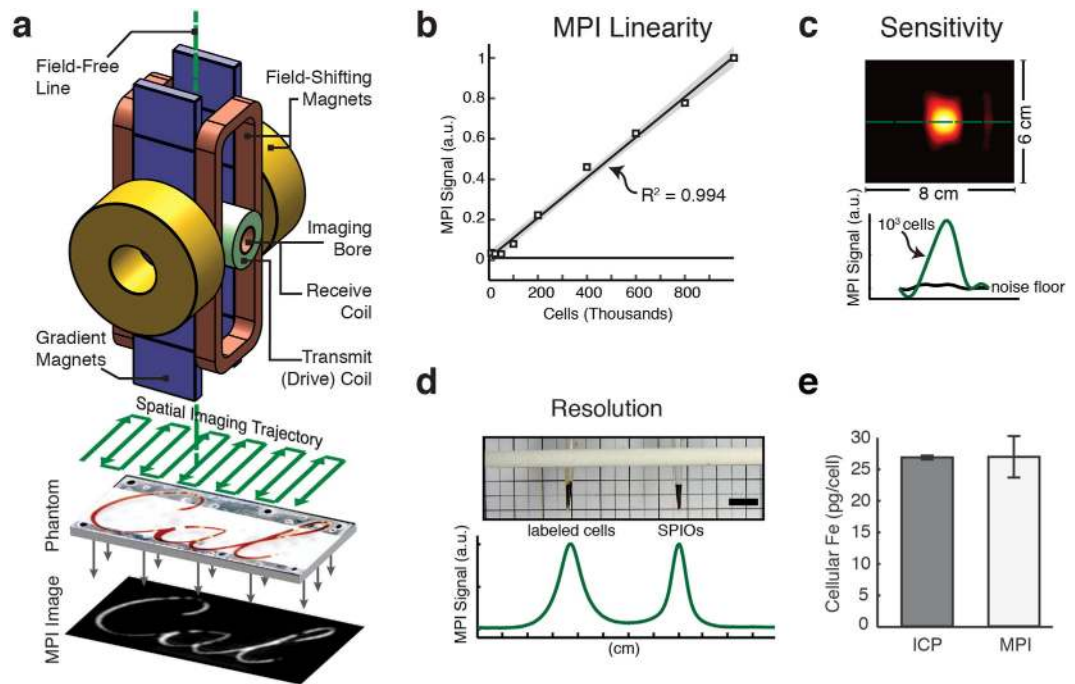 a
Field-Free
Line
Field-Shifting
Magnets
Imaging
Bore
Receive
Coil
Transmit
(Drive) Coil
Gradient
Magnets
Spatial Imaging Trajectory
Phantom
Cal
MPI Image
Cal
b
MPI Linearity
MPI Signal (a.u.)
1
0.8
0.6
0.4
0.2
0
R² = 0.994
0
200
400
600
800
Cells (Thousands)
c
Sensitivity
6 cm
8 cm
MPI Signal (a.u.)
10³ cells
noise floor
d
Resolution
labeled cells
SPIOs
MPI Signal (a.u.)
(cm)
e
Cellular Fe (pg/cell)
30
25
20
15
10
5
0
ICP
MPI